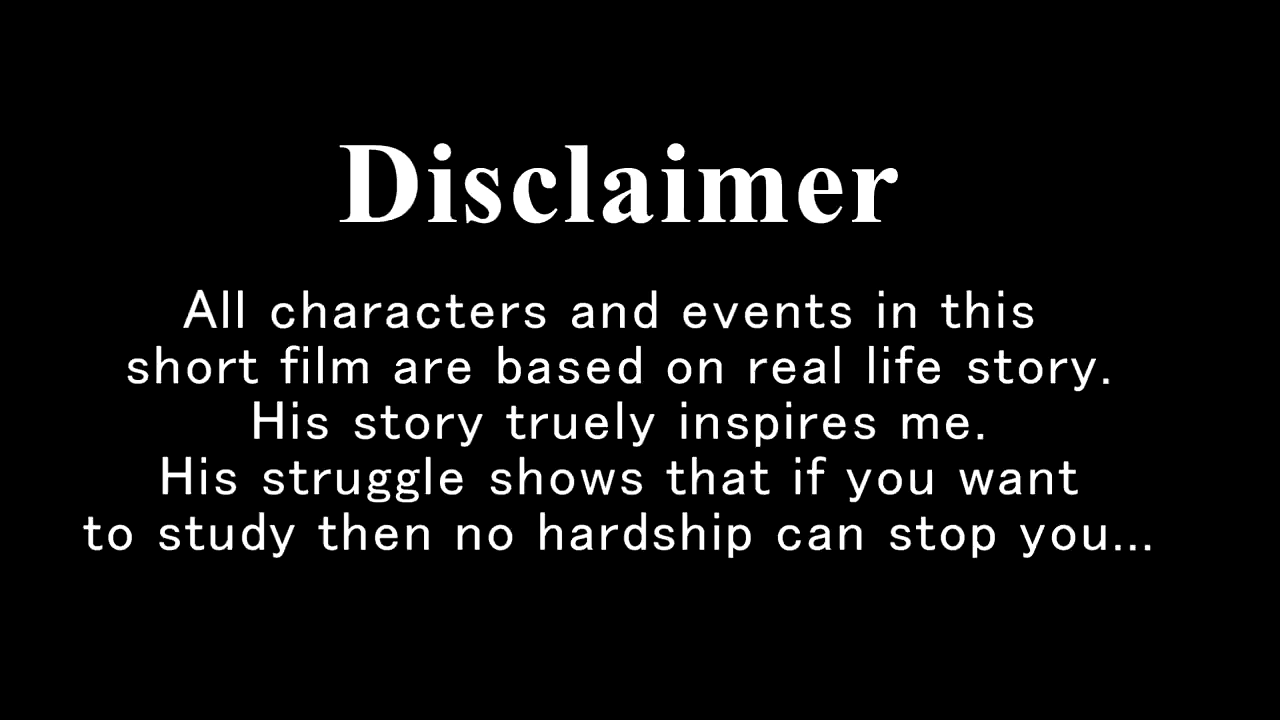 Disclaimer
All characters and events in this
short film are based on real life story.
His story truely inspires me.
His struggle shows that if you want
to study then no hardship can stop you...